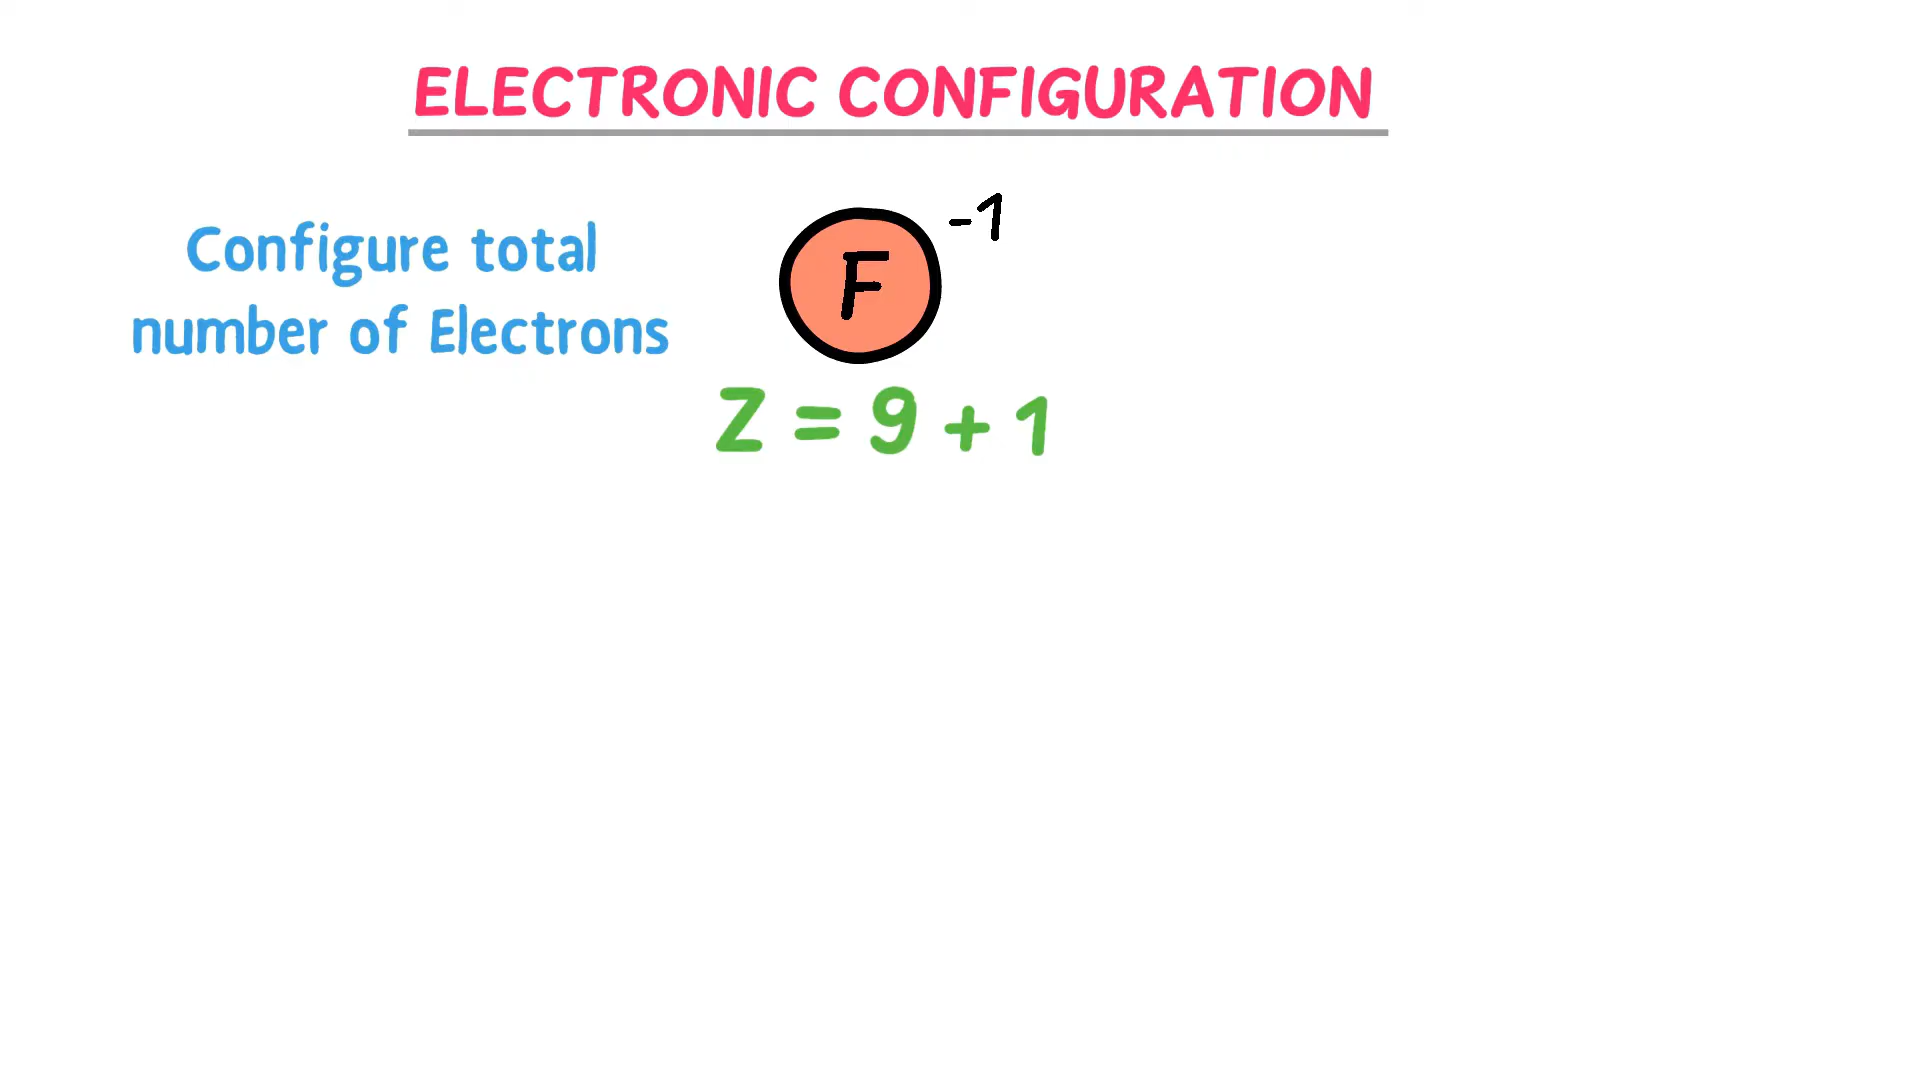 ELECTRONIC CONFIGURATION
Configure total
number of Electrons
F -1
Z = 9 + 1